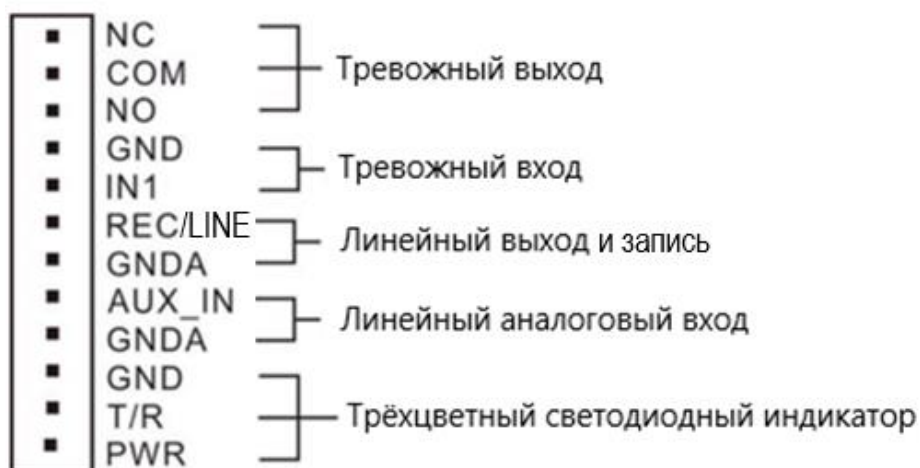 NC
COM
NO
Тревожный выход
GND
IN1
Тревожный вход
REC/LINE
GNDA
Линейный выход и запись
AUX_IN
GNDA
Линейный аналоговый вход
GND
T/R
PWR
Трёхцветный светодиодный индикатор